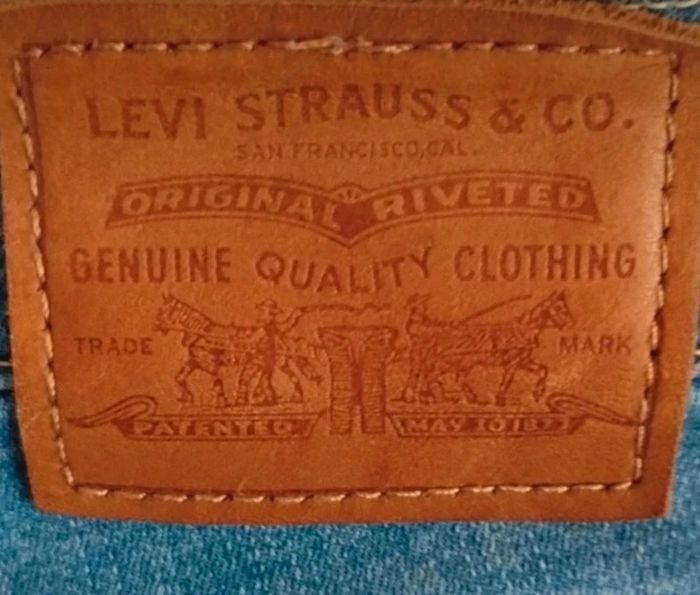 LEVI STRAUSS & CO.
SAN FRANCISCO, CAL.
ORIGINAL RIVETED
GENUINE QUALITY CLOTHING
TRADE MARK
PATENTED MAY 20 1873